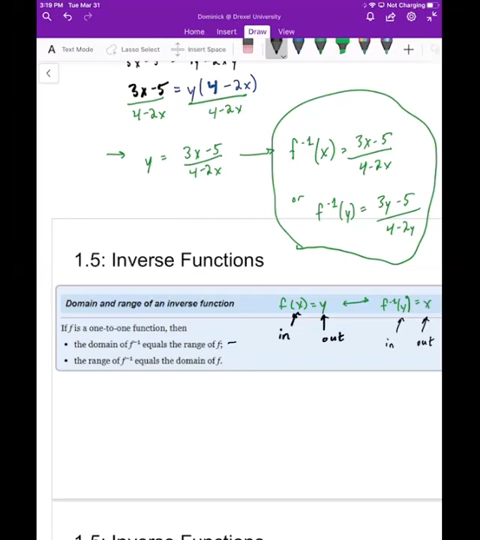 3:19 PM Tue Mar 31
Not Charging
Dominick @ Drexel University
Home Insert Draw View
A Text Mode Lasso Select Insert Space
3x-5 = y(4-2x)
4-2x 4-2x
→ y = 3x-5 / 4-2x → f⁻¹(x) = 3x-5 / 4-2x
or f⁻¹(y) = 3y-5 / 4-2y
1.5: Inverse Functions
Domain and range of an inverse function f(x)=y ↔ f⁻¹(y)=x
in out in out
If f is a one-to-one function, then
• the domain of f⁻¹ equals the range of f;
• the range of f⁻¹ equals the domain of f.
1.5: Inverse Functions